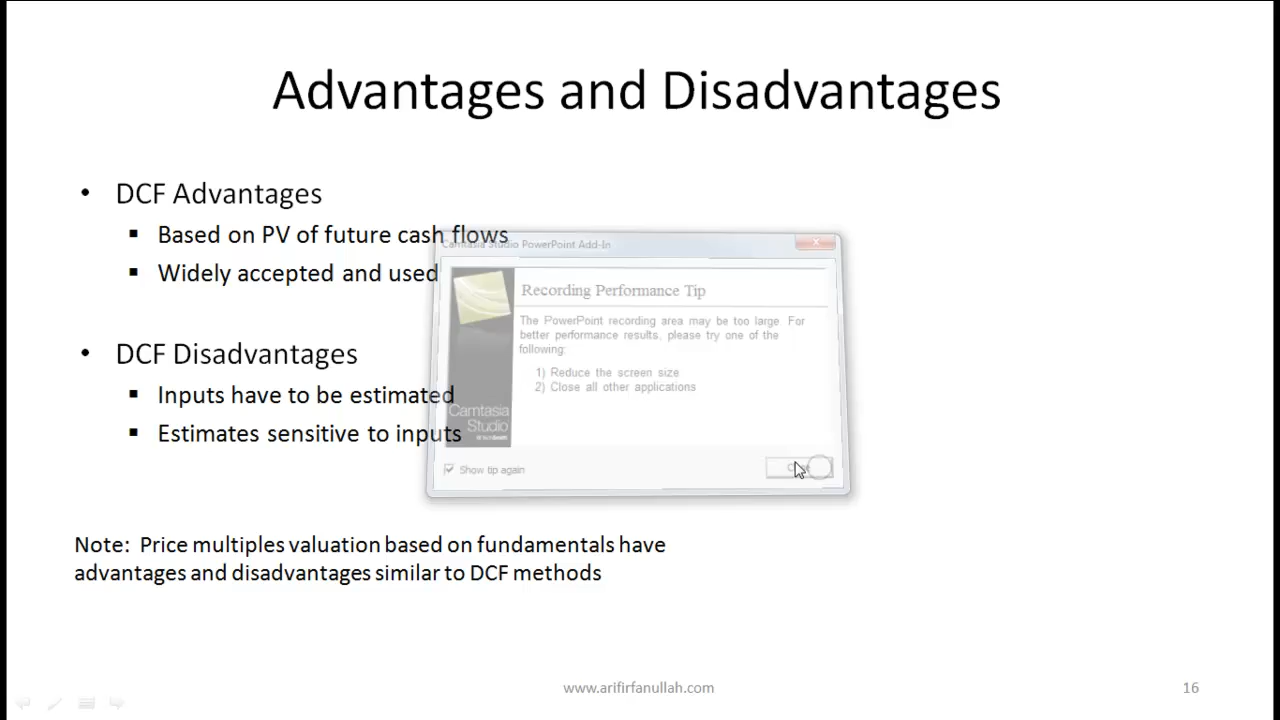 Advantages and Disadvantages
• DCF Advantages
▪ Based on PV of future cash flows
▪ Widely accepted and used
• DCF Disadvantages
▪ Inputs have to be estimated
▪ Estimates sensitive to inputs
Camtasia Studio PowerPoint Add-In
Recording Performance Tip
The PowerPoint recording area may be too large. For
better performance results, please try one of the
following:
1) Reduce the screen size
2) Close all other applications
Camtasia
Studio
Show tip again
Note: Price multiples valuation based on fundamentals have
advantages and disadvantages similar to DCF methods
www.arifirfanullah.com
16